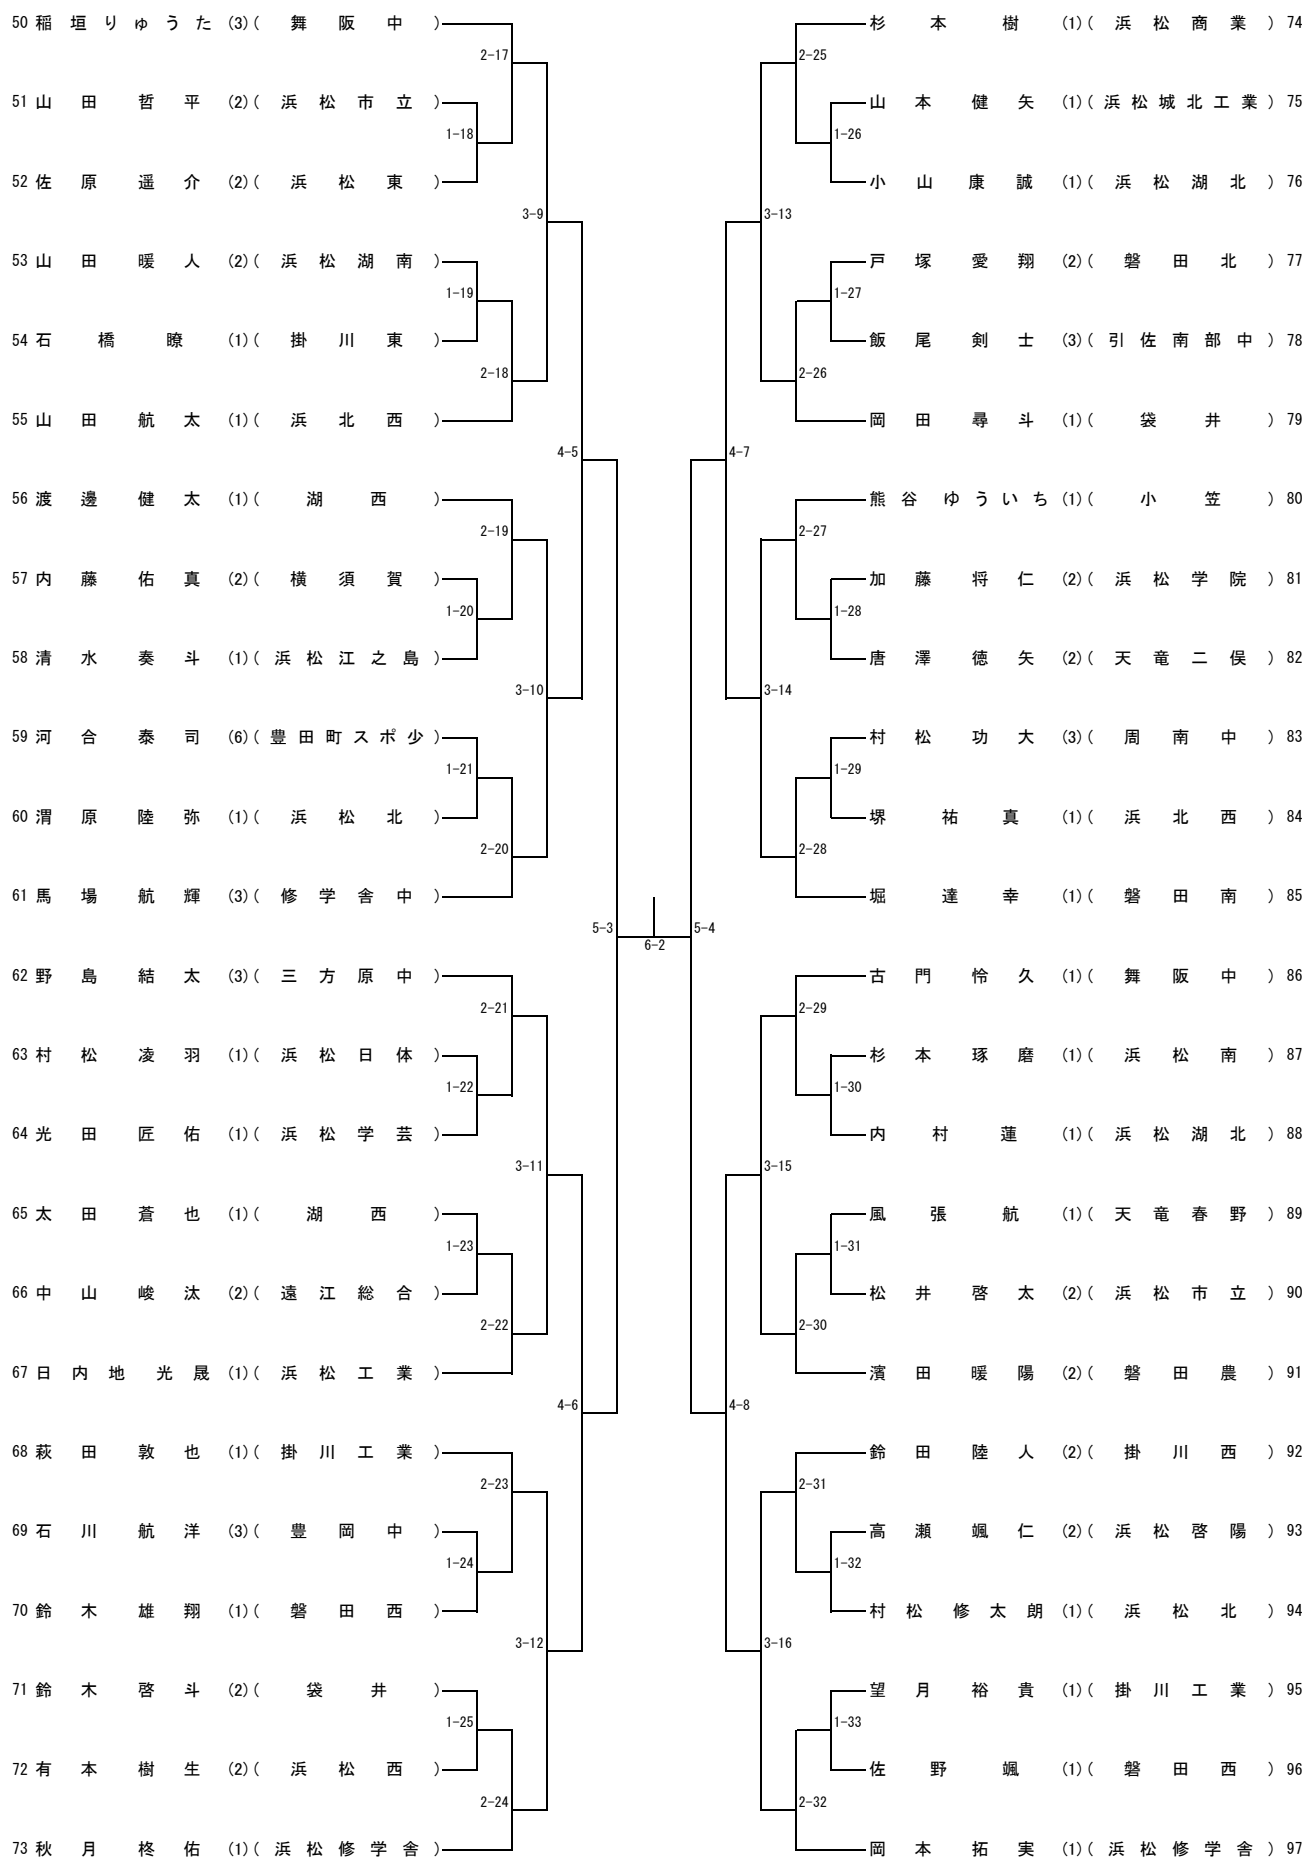 50 稲垣りゅうた (3) ( 舞阪中 )
2-17
51 山田哲平 (2) ( 浜松市立 )
1-18
52 佐原遥介 (2) ( 浜松東 )
3-9
53 山田暖人 (2) ( 浜松湖南 )
1-19
54 石橋暸 (1) ( 掛川東 )
2-18
55 山田航太 (1) ( 浜北西 )
4-5
56 渡邊健太 (1) ( 湖西 )
2-19
57 内藤佑真 (2) ( 横須賀 )
1-20
58 清水奏斗 (1) ( 浜松江之島 )
3-10
59 河合泰司 (6) ( 豊田町スポ少 )
1-21
60 渭原陸弥 (1) ( 浜松北 )
2-20
61 馬場航輝 (3) ( 修学舎中 )
5-3
62 野島結太 (3) ( 三方原中 )
2-21
63 村松凌羽 (1) ( 浜松日体 )
1-22
64 光田匠佑 (1) ( 浜松学芸 )
3-11
65 太田蒼也 (1) ( 湖西 )
1-23
66 中山峻汰 (2) ( 遠江総合 )
2-22
67 日内地光晟 (1) ( 浜松工業 )
4-6
68 萩田敦也 (1) ( 掛川工業 )
2-23
69 石川航洋 (3) ( 豊岡中 )
1-24
70 鈴木雄翔 (1) ( 磐田西 )
3-12
71 鈴木啓斗 (2) ( 袋井 )
1-25
72 有本樹生 (2) ( 浜松西 )
2-24
73 秋月柊佑 (1) ( 浜松修学舎 )
6-2
杉本樹 (1) ( 浜松商業 ) 74
2-25
山本健矢 (1) ( 浜松城北工業 ) 75
1-26
小山康誠 (1) ( 浜松湖北 ) 76
3-13
戸塚愛翔 (2) ( 磐田北 ) 77
1-27
飯尾剣士 (3) ( 引佐南部中 ) 78
2-26
岡田尋斗 (1) ( 袋井 ) 79
4-7
熊谷ゆういち (1) ( 小笠 ) 80
2-27
加藤将仁 (2) ( 浜松学院 ) 81
1-28
唐澤徳矢 (2) ( 天竜二俣 ) 82
3-14
村松功大 (3) ( 周南中 ) 83
1-29
堺祐真 (1) ( 浜北西 ) 84
2-28
堀達幸 (1) ( 磐田南 ) 85
5-4
古門怜久 (1) ( 舞阪中 ) 86
2-29
杉本琢磨 (1) ( 浜松南 ) 87
1-30
内村蓮 (1) ( 浜松湖北 ) 88
3-15
風張航 (1) ( 天竜春野 ) 89
1-31
松井啓太 (2) ( 浜松市立 ) 90
2-30
濱田暖陽 (2) ( 磐田農 ) 91
4-8
鈴田陸人 (2) ( 掛川西 ) 92
2-31
高瀬颯仁 (2) ( 浜松啓陽 ) 93
1-32
村松修太朗 (1) ( 浜松北 ) 94
3-16
望月裕貴 (1) ( 掛川工業 ) 95
1-33
佐野颯 (1) ( 磐田西 ) 96
2-32
岡本拓実 (1) ( 浜松修学舎 ) 97